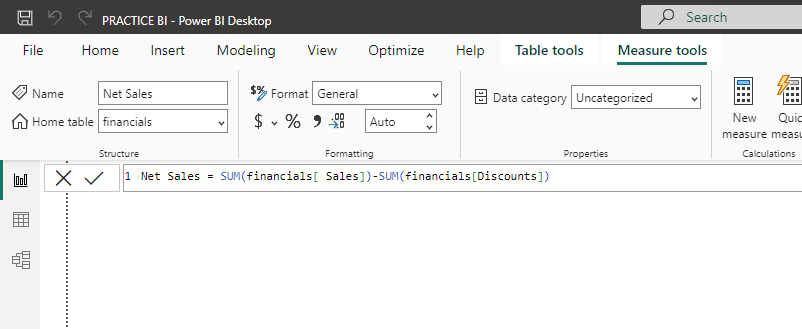 PRACTICE BI - Power BI Desktop
Search
File Home Insert Modeling View Optimize Help Table tools Measure tools
Name Net Sales
Home table financials
Structure
$% Format General
$ % 9 .00 Auto
Formatting
Data category Uncategorized
Properties
New measure
Quic
measu
Calculations
1 Net Sales = SUM(financials[ Sales])-SUM(financials[Discounts])